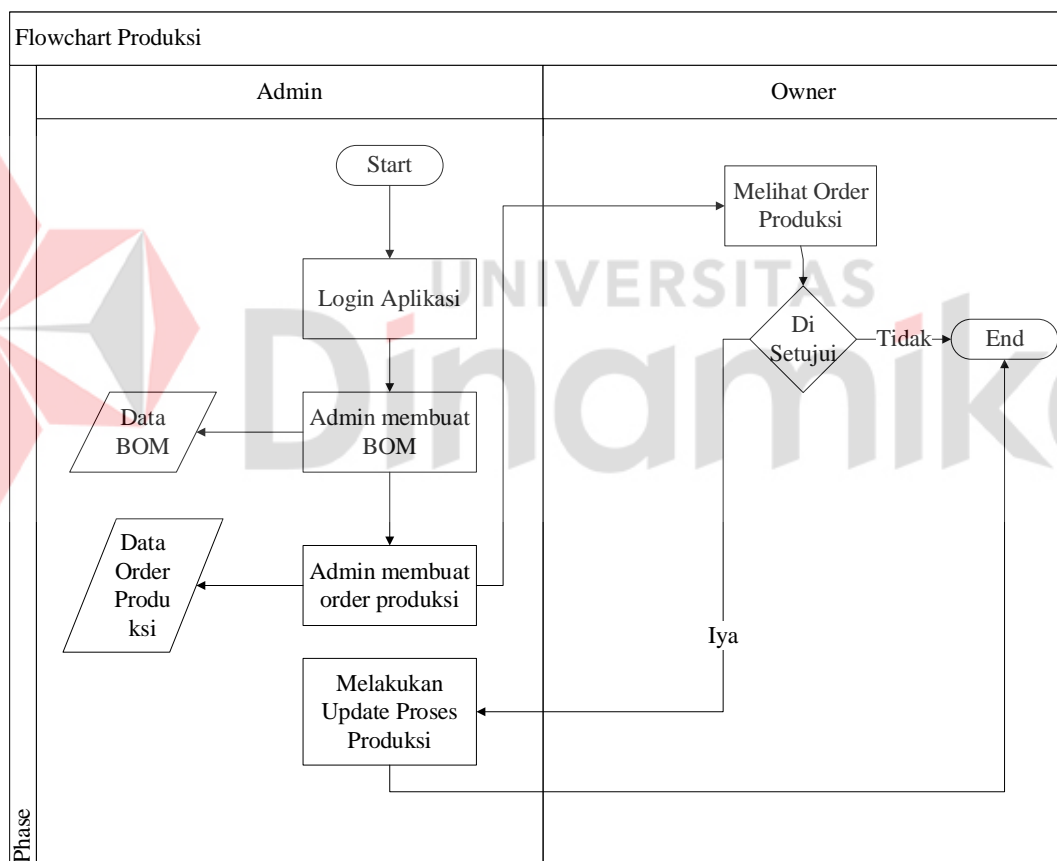 Flowchart Produksi
Admin
Owner
Start
Melihat Order
Produksi
UNIVERSITAS
Dinamika
Login Aplikasi
Di
Setujui
Tidak
End
Data
BOM
Admin membuat
BOM
Data
Order
Produ
ksi
Admin membuat
order produksi
Iya
Melakukan
Update Proses
Produksi
Phase